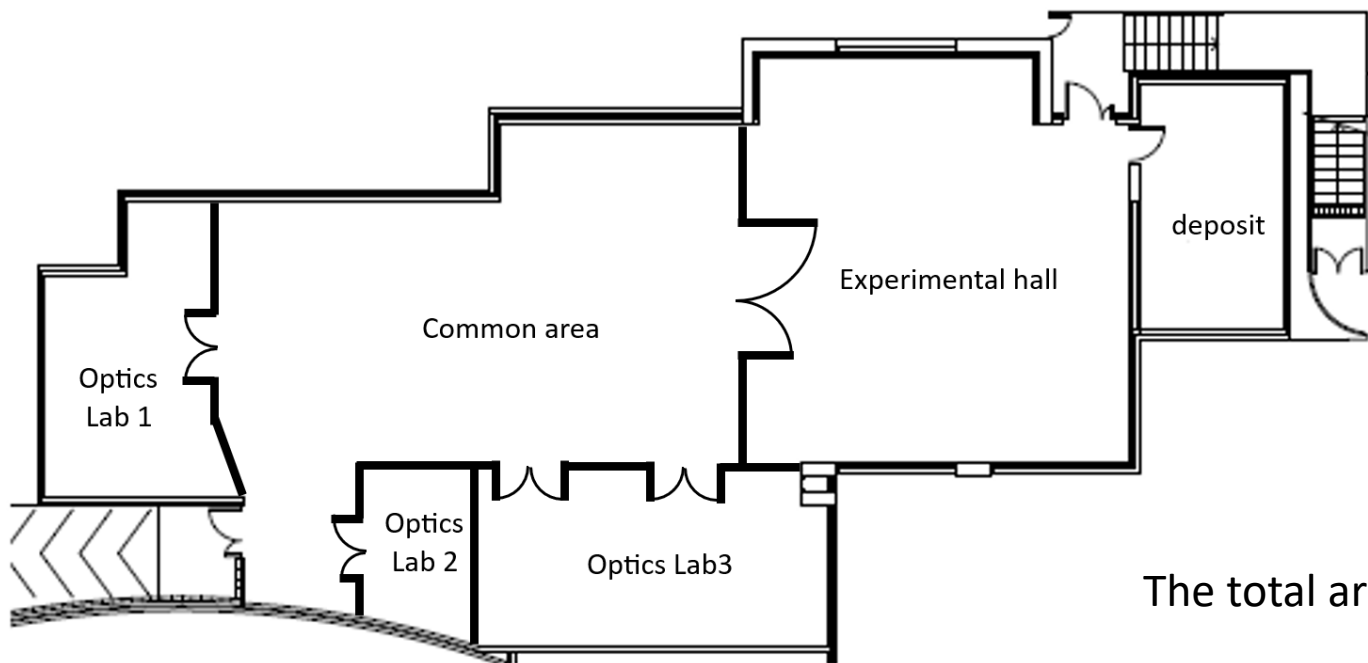 deposit
Experimental hall
Common area
Optics
Lab 1
Optics
Lab 2
Optics Lab3
The total ar